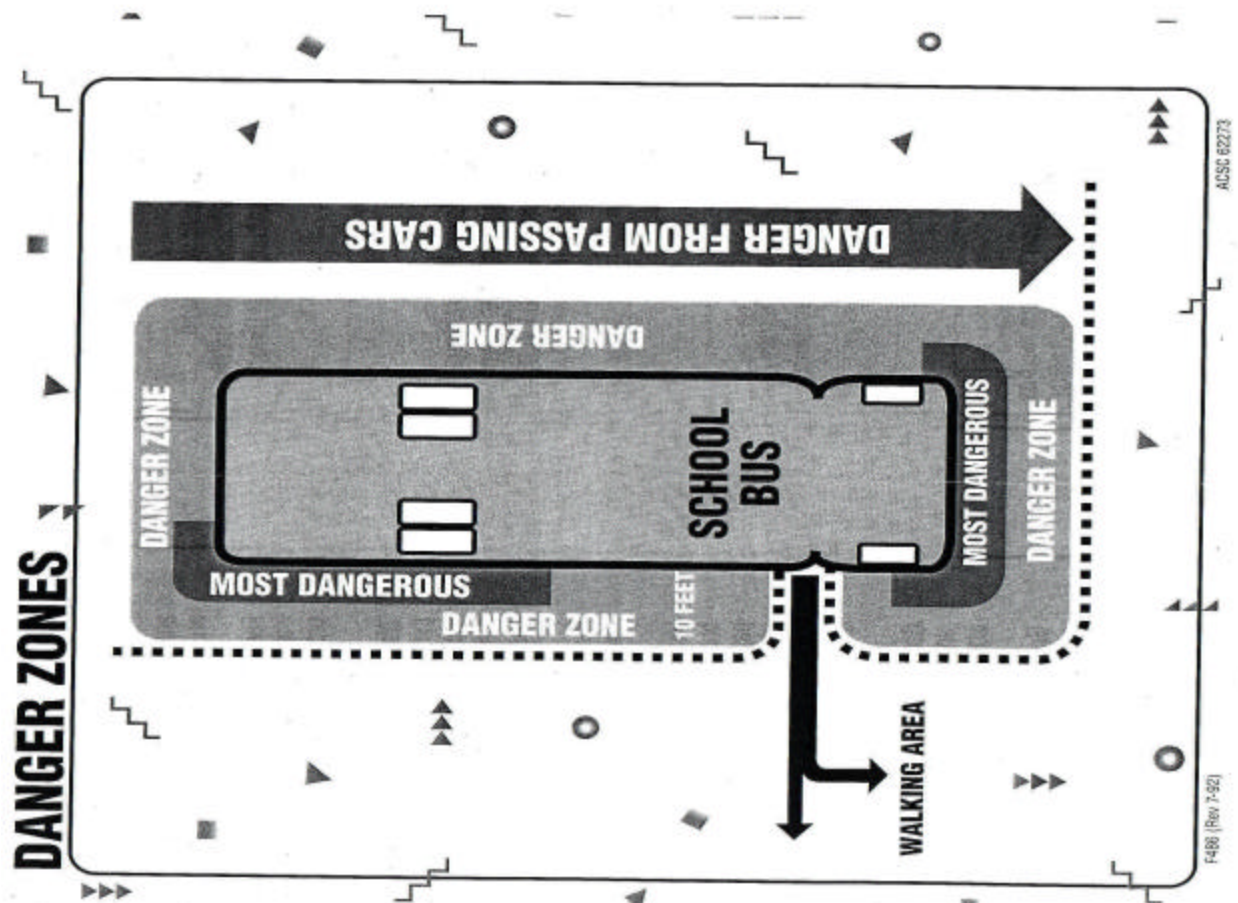 DANGER ZONES
DANGER FROM PASSING CARS
DANGER ZONE
DANGER ZONE
MOST DANGEROUS
DANGER ZONE
10 FEET
SCHOOL
BUS
MOST DANGEROUS
DANGER ZONE
WALKING AREA
F486 (Rev 7-92)
ACSC 62273